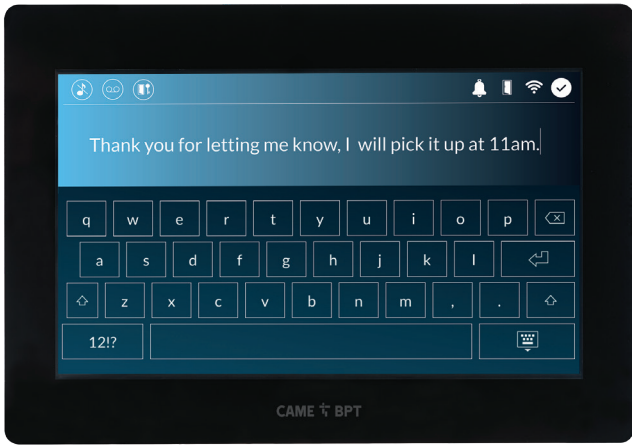 Thank you for letting me know, I will pick it up at 11am.
q w e r t y u i o p
a s d f g h j k l
z x c v b n m , .
12!?
CAME BPT